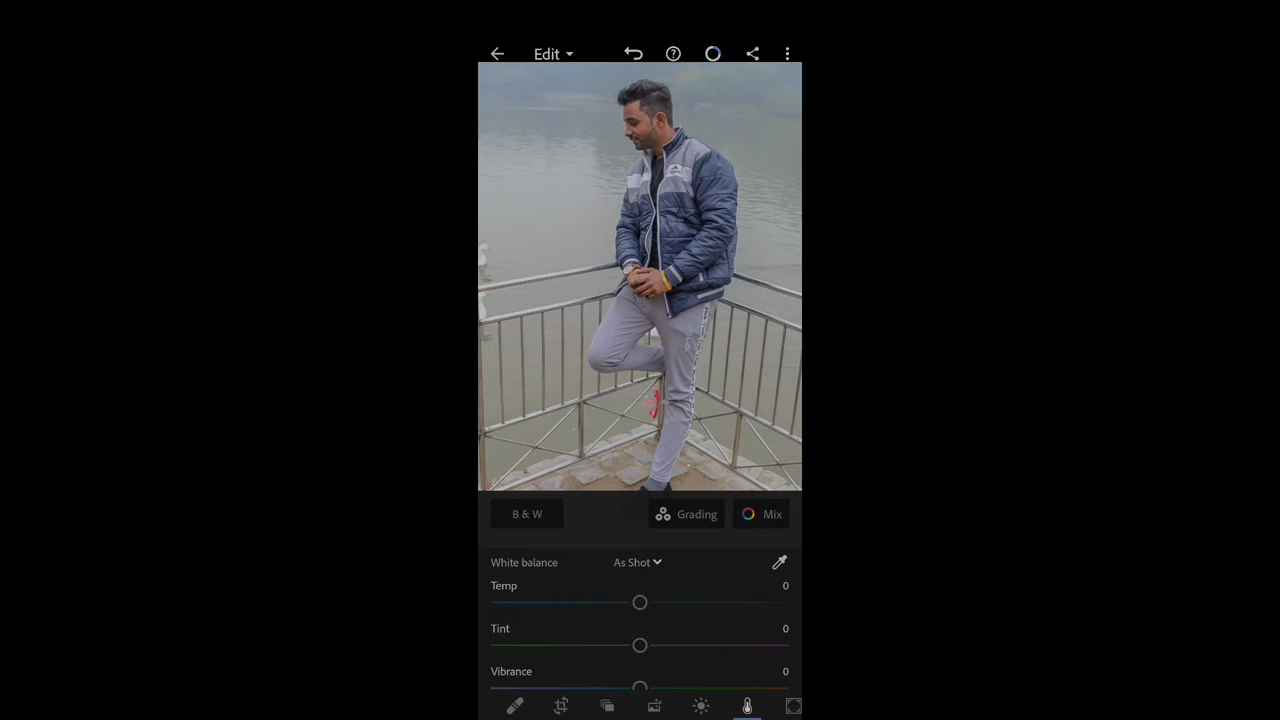 Edit
B & W
Grading
Mix
White balance
As Shot
Temp
0
Tint
0
Vibrance
0